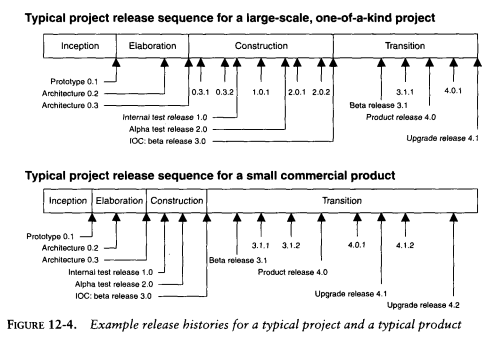 Typical project release sequence for a large-scale, one-of-a-kind project
Inception Elaboration Construction Transition
Prototype 0.1
Architecture 0.2
Architecture 0.3
0.3.1 0.3.2 1.0.1 2.0.1 2.0.2 3.1.1 4.0.1
Internal test release 1.0
Alpha test release 2.0
IOC: beta release 3.0
Beta release 3.1
Product release 4.0
Upgrade release 4.1
Typical project release sequence for a small commercial product
Inception Elaboration Construction Transition
Prototype 0.1
Architecture 0.2
Architecture 0.3
3.1.1 3.1.2 4.0.1 4.1.2
Beta release 3.1
Internal test release 1.0
Product release 4.0
Alpha test release 2.0
IOC: beta release 3.0
Upgrade release 4.1
Upgrade release 4.2
FIGURE 12-4. Example release histories for a typical project and a typical product